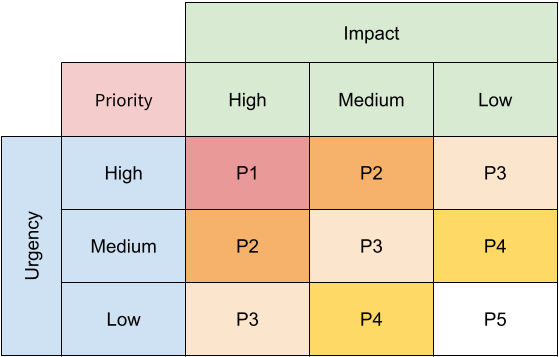 Impact
Priority High Medium Low
Urgency
High P1 P2 P3
Medium P2 P3 P4
Low P3 P4 P5